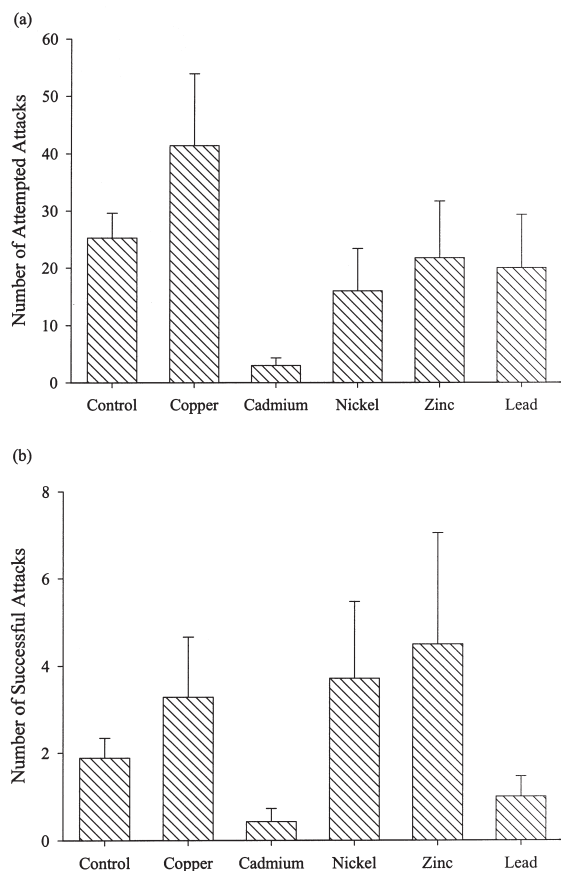 (a)
60
50
40
30
20
10
0
Number of Attempted Attacks
Control Copper Cadmium Nickel Zinc Lead
(b)
8
6
4
2
0
Number of Successful Attacks
Control Copper Cadmium Nickel Zinc Lead